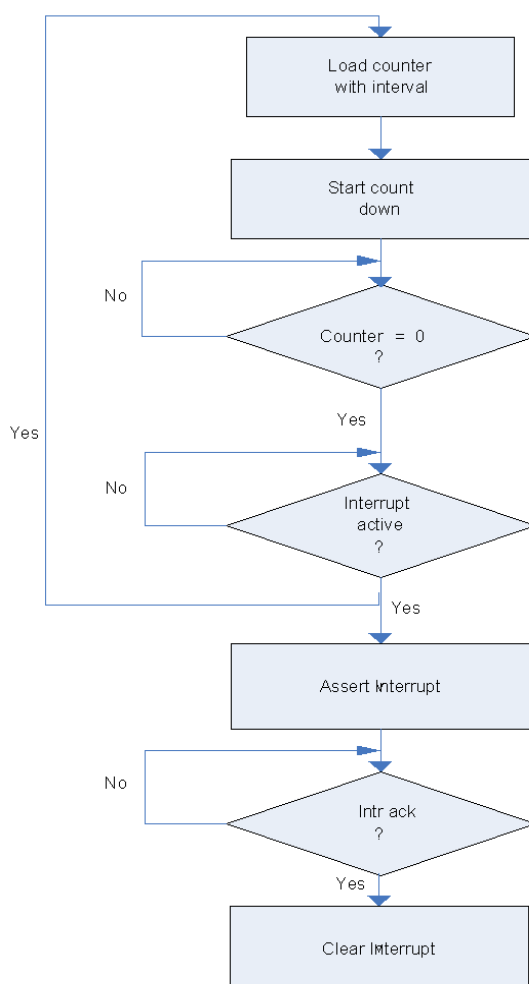 Load counter
with interval
Start count
down
No
Counter = 0
?
Yes
Yes
No
Interrupt
active
?
Yes
Assert Interrupt
No
Intr ack
?
Yes
Clear Interrupt